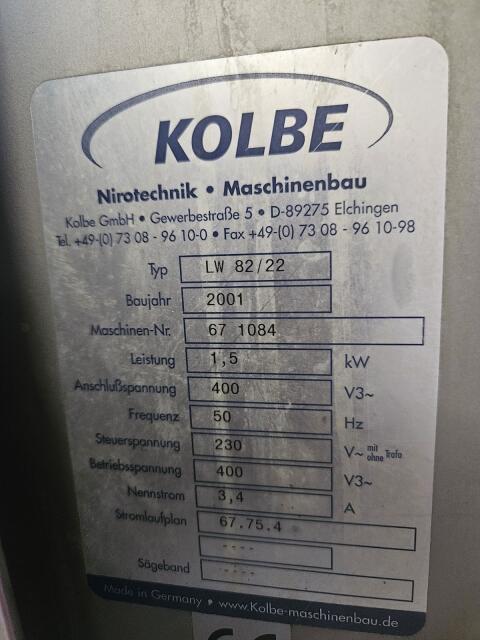 KOLBE
Nirotechnik • Maschinenbau
Kolbe GmbH • Gewerbestraße 5 • D-89275 Elchingen
Tel. +49-(0) 73 08 - 96 10-0 • Fax +49-(0) 73 08 - 96 10-98
Typ LW 82/22
Baujahr 2001
Maschinen-Nr. 67 1084
Leistung 1,5 kW
Anschlußspannung 400 V3~
Frequenz 50 Hz
Steuerspannung 230 V~ mit ohne Trafo
Betriebsspannung 400 V3~
Nennstrom 3,4 A
Stromlaufplan 67.75.4
----
Sägeband ----
Made in Germany • www.Kolbe-maschinenbau.de